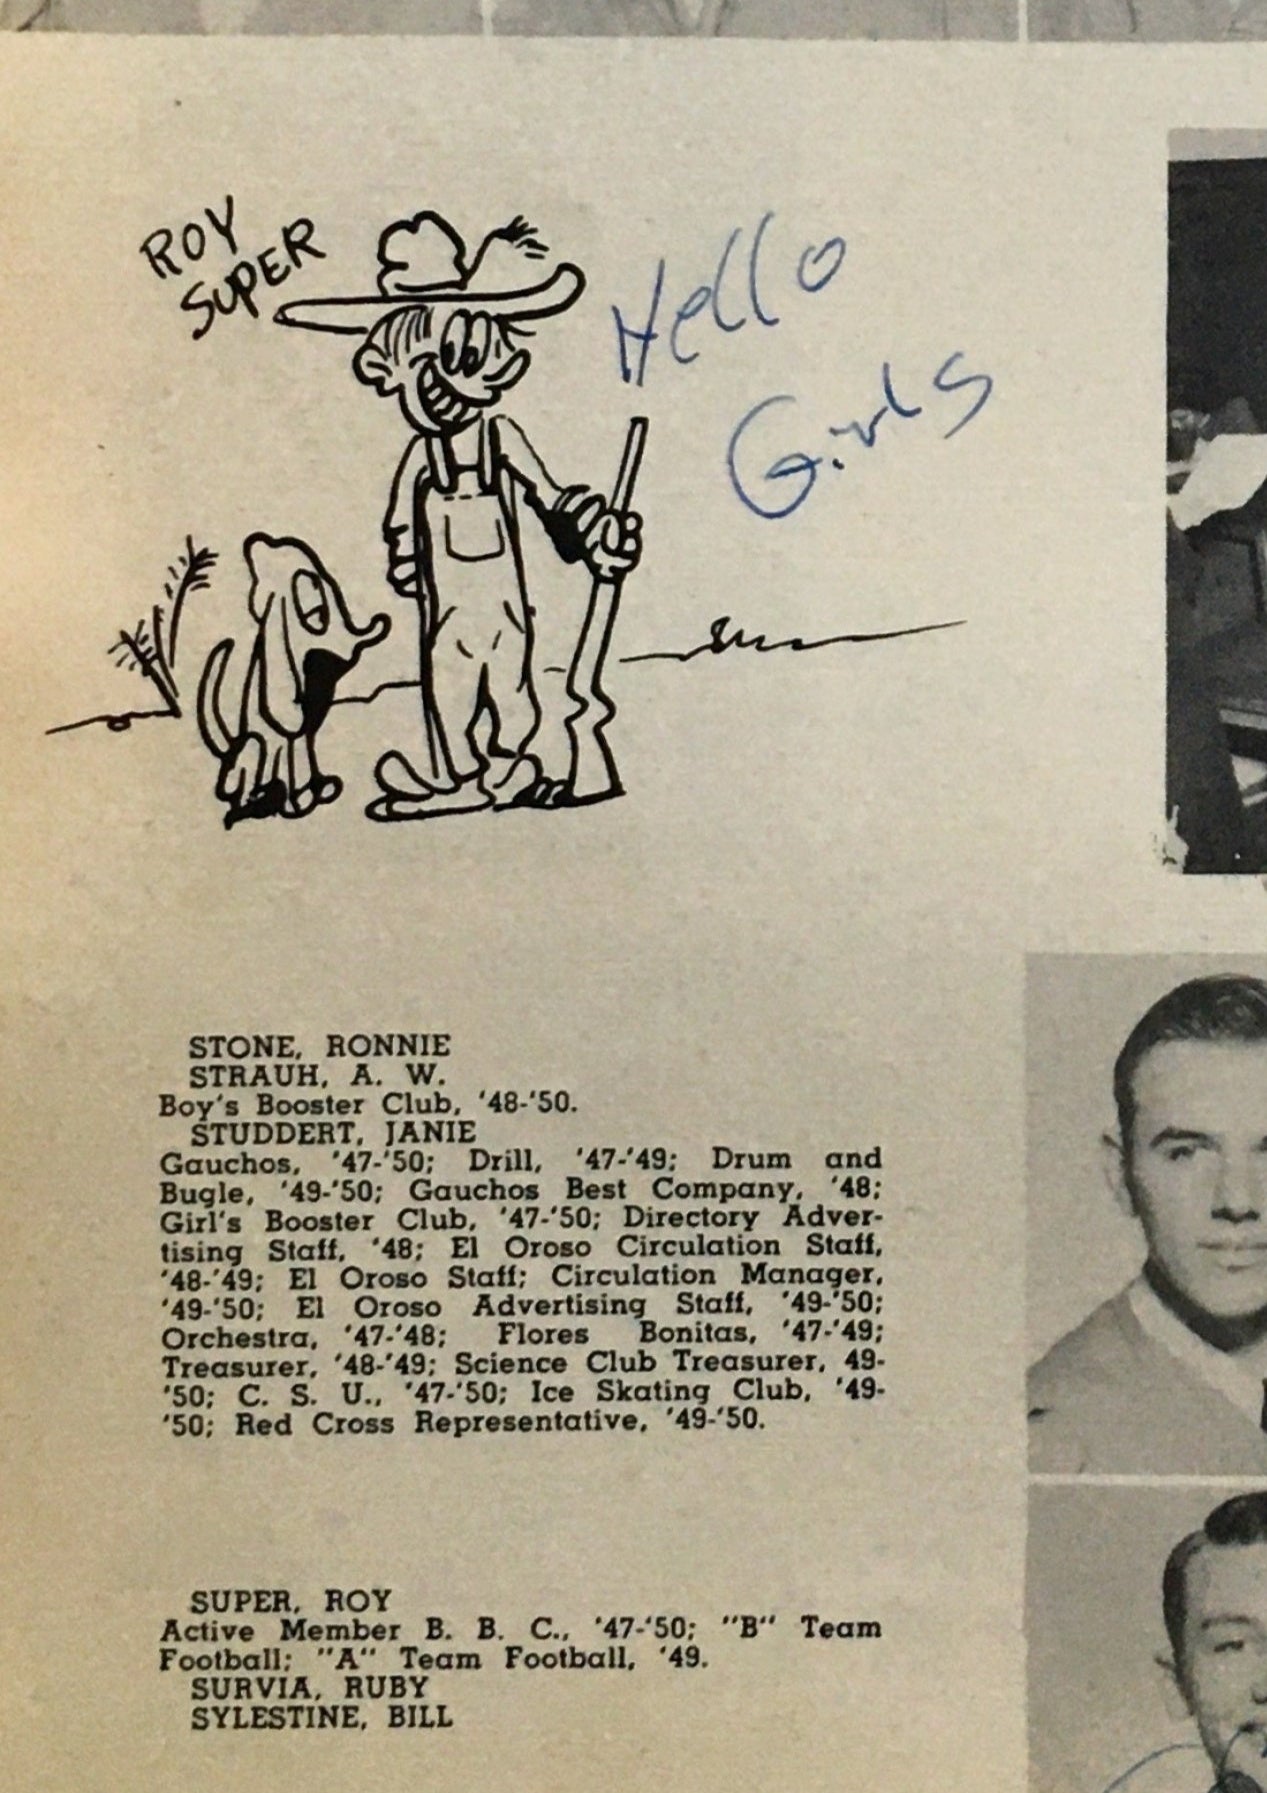 ROY
SUPER
Hello
Girls
STONE, RONNIE
STRAUH, A. W.
Boy's Booster Club, '48-'50.
STUDDERT, JANIE
Gauchos, '47-'50; Drill, '47-'49; Drum and
Bugle, '49-'50; Gauchos Best Company, '48;
Girl's Booster Club, '47-'50; Directory Adver-
tising Staff, '48; El Oroso Circulation Staff,
'48-'49; El Oroso Staff; Circulation Manager,
'49-'50; El Oroso Advertising Staff, '49-'50;
Orchestra, '47-'48; Flores Bonitas, '47-'49;
Treasurer, '48-'49; Science Club Treasurer, 49-
'50; C. S. U., '47-'50; Ice Skating Club, '49-
'50; Red Cross Representative, '49-'50.
SUPER, ROY
Active Member B. B. C., '47-'50; "B" Team
Football; "A" Team Football, '49.
SURVIA, RUBY
SYLESTINE, BILL